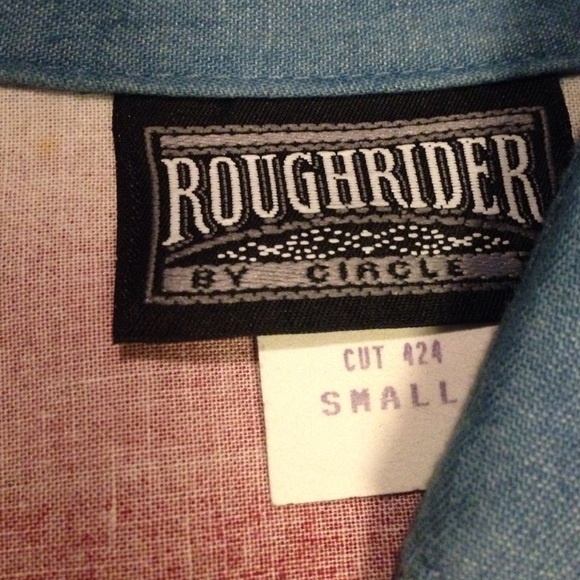 ROUGHRIDER
BY CIRCLE
CUT 424
SMALL